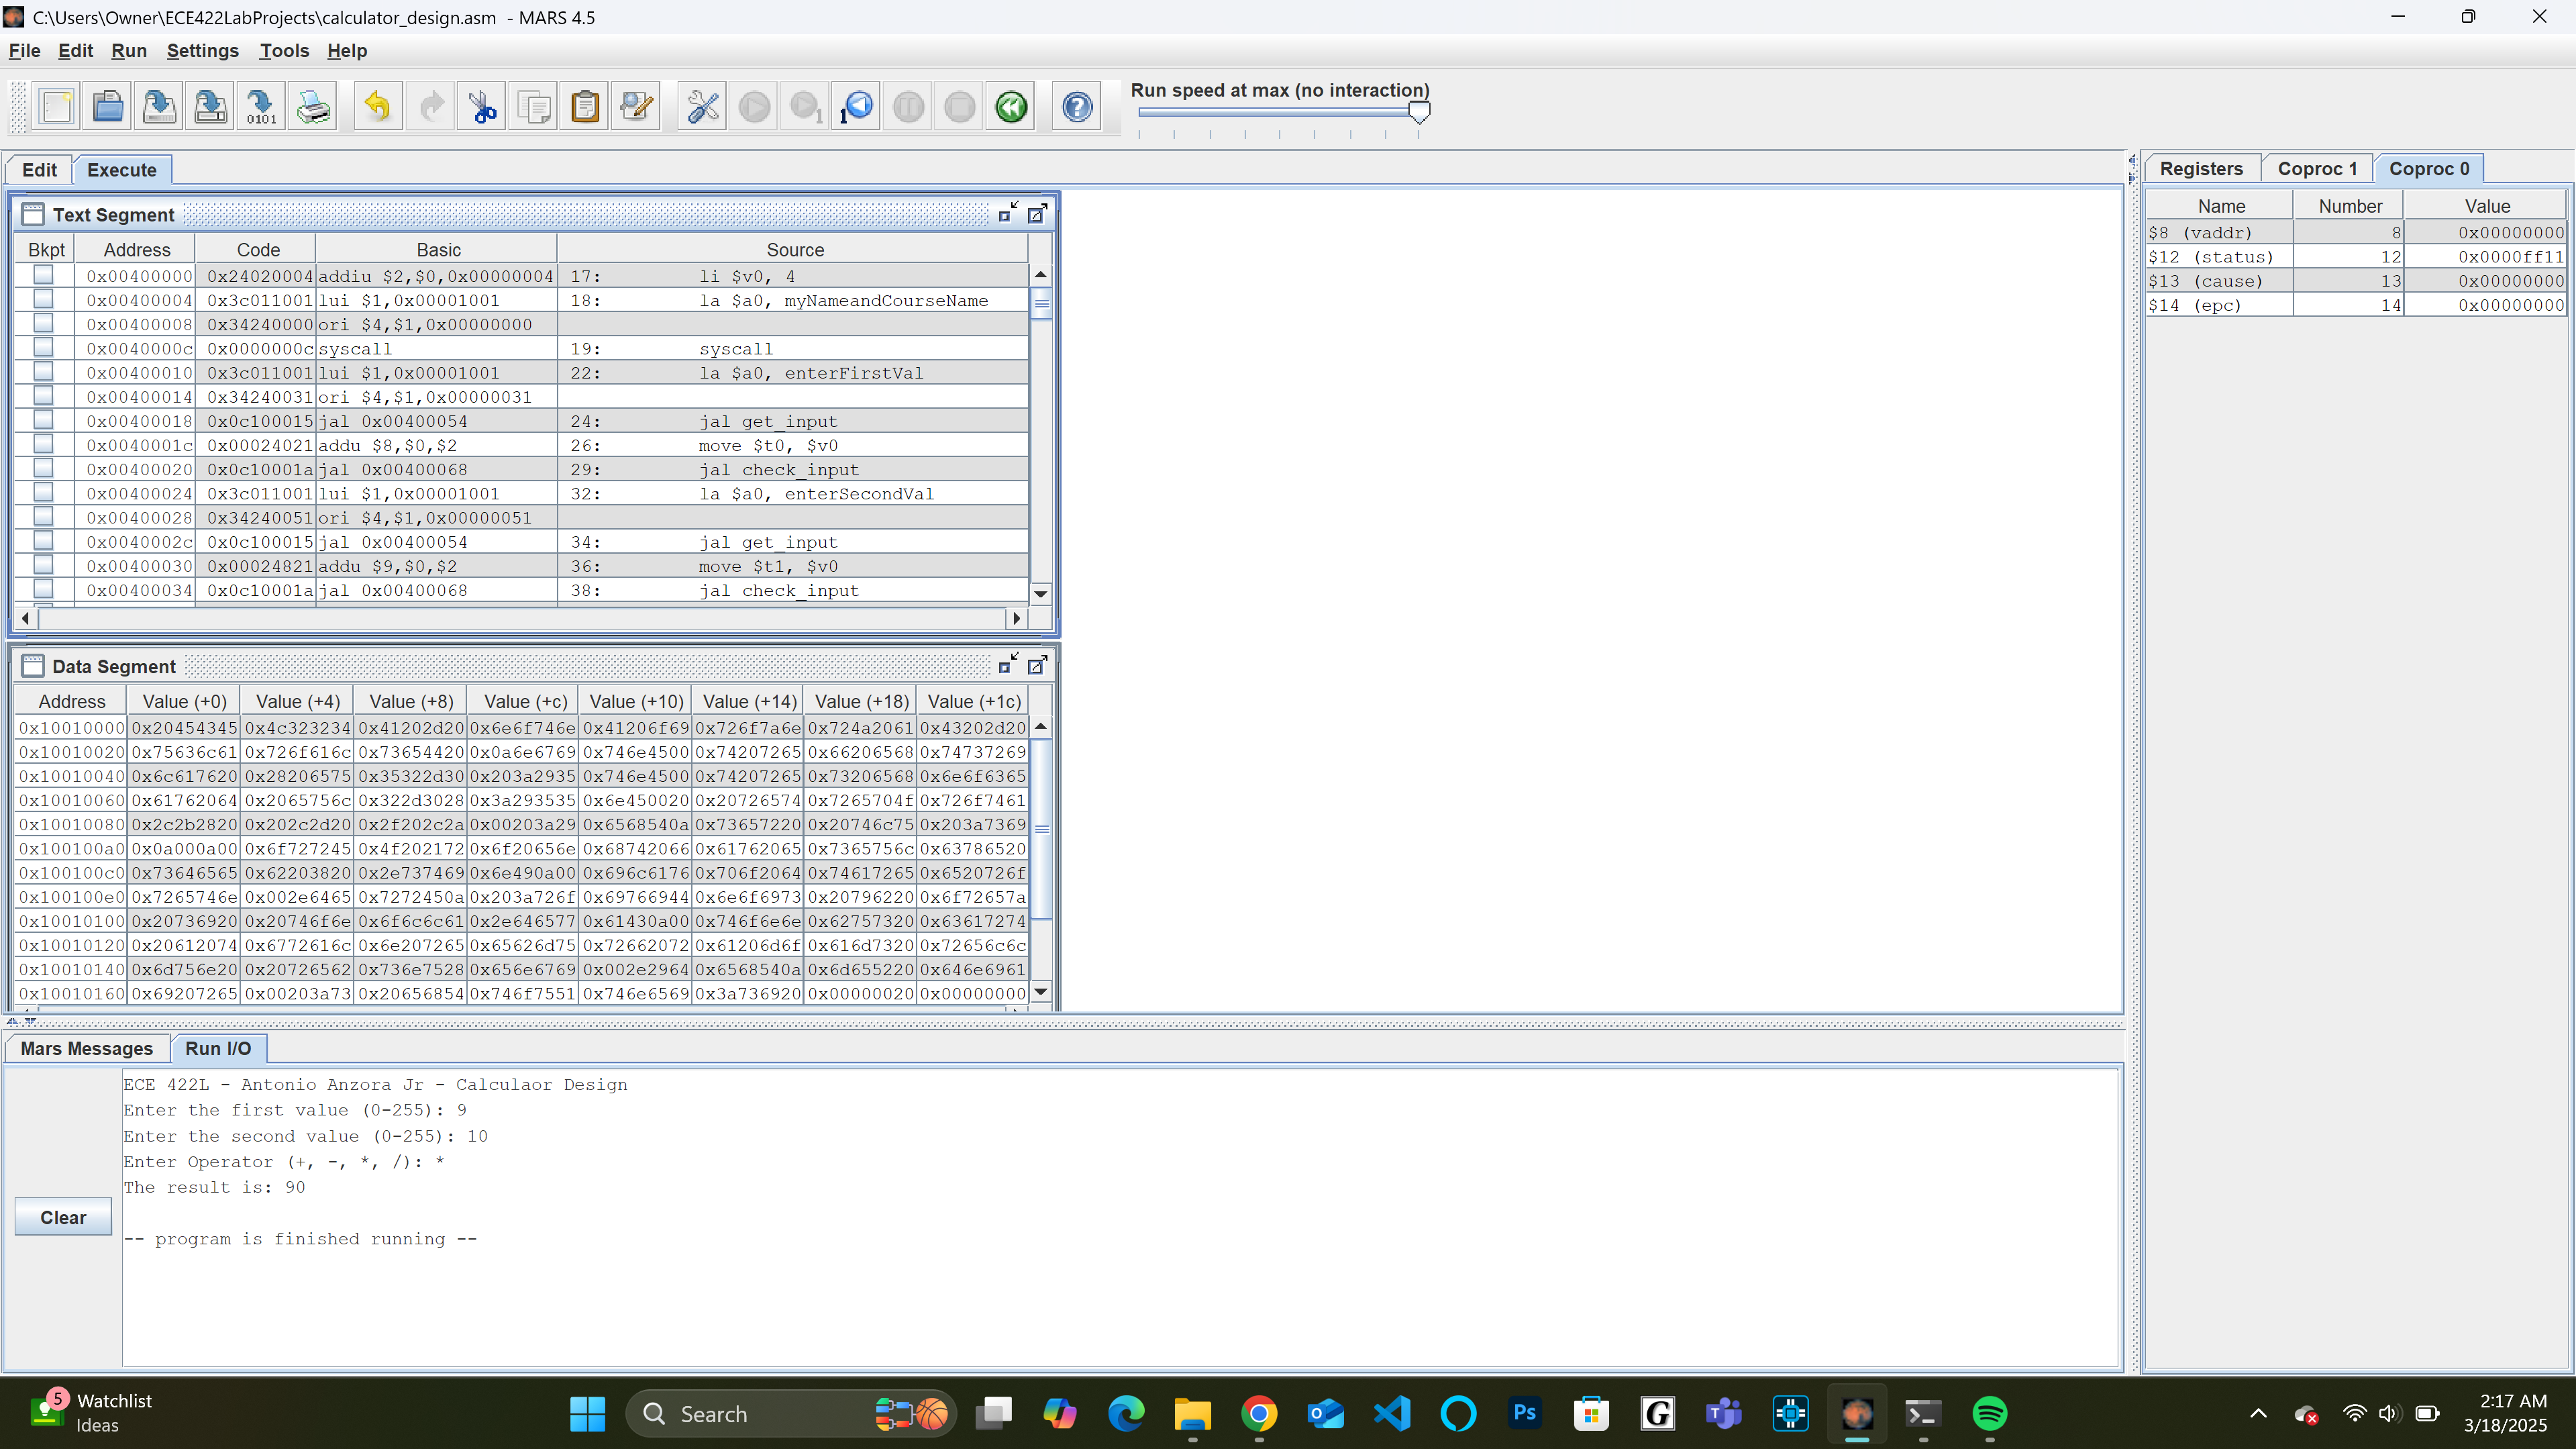 C:\Users\Owner\ECE422LabProjects\calculator_design.asm - MARS 4.5
File Edit Run Settings Tools Help
Run speed at max (no interaction)
0101 1 1
Edit Execute
Registers Coproc 1 Coproc 0
Text Segment
Bkpt Address Code Basic Source
0x00400000 0x24020004 addiu $2,$0,0x00000004 17: li $v0, 4
0x00400004 0x3c011001 lui $1,0x00001001 18: la $a0, myNameandCourseName
0x00400008 0x34240000 ori $4,$1,0x00000000
0x0040000c 0x0000000c syscall 19: syscall
0x00400010 0x3c011001 lui $1,0x00001001 22: la $a0, enterFirstVal
0x00400014 0x34240031 ori $4,$1,0x00000031
0x00400018 0x0c100015 jal 0x00400054 24: jal get_input
0x0040001c 0x00024021 addu $8,$0,$2 26: move $t0, $v0
0x00400020 0x0c10001a jal 0x00400068 29: jal check_input
0x00400024 0x3c011001 lui $1,0x00001001 32: la $a0, enterSecondVal
0x00400028 0x34240051 ori $4,$1,0x00000051
0x0040002c 0x0c100015 jal 0x00400054 34: jal get_input
0x00400030 0x00024821 addu $9,$0,$2 36: move $t1, $v0
0x00400034 0x0c10001a jal 0x00400068 38: jal check_input
Name Number Value
$8 (vaddr) 8 0x00000000
$12 (status) 12 0x0000ff11
$13 (cause) 13 0x00000000
$14 (epc) 14 0x00000000
Data Segment
Address Value (+0) Value (+4) Value (+8) Value (+c) Value (+10) Value (+14) Value (+18) Value (+1c)
0x10010000 0x20454345 0x4c323234 0x41202d20 0x6e6f746e 0x41206f69 0x726f7a6e 0x724a2061 0x43202d20
0x10010020 0x75636c61 0x726f616c 0x73654420 0x0a6e6769 0x746e4500 0x74207265 0x66206568 0x74737269
0x10010040 0x6c617620 0x28206575 0x35322d30 0x203a2935 0x746e4500 0x74207265 0x73206568 0x6e6f6365
0x10010060 0x61762064 0x2065756c 0x322d3028 0x3a293535 0x6e450020 0x20726574 0x7265704f 0x726f7461
0x10010080 0x2c2b2820 0x202c2d20 0x2f202c2a 0x00203a29 0x6568540a 0x73657220 0x20746c75 0x203a7369
0x100100a0 0x0a000a00 0x6f727245 0x4f202172 0x6f20656e 0x68742066 0x61762065 0x7365756c 0x63786520
0x100100c0 0x73646565 0x62203820 0x2e737469 0x6e490a00 0x696c6176 0x706f2064 0x74617265 0x6520726f
0x100100e0 0x7265746e 0x002e6465 0x7272450a 0x203a726f 0x69766944 0x6e6f6973 0x20796220 0x6f72657a
0x10010100 0x20736920 0x20746f6e 0x6f6c6c61 0x2e646577 0x61430a00 0x746f6e6e 0x62757320 0x63617274
0x10010120 0x20612074 0x6772616c 0x6e207265 0x65626d75 0x72662072 0x61206d6f 0x616d7320 0x72656c6c
0x10010140 0x6d756e20 0x20726562 0x736e7528 0x656e6769 0x002e2964 0x6568540a 0x6d655220 0x646e6961
0x10010160 0x69207265 0x00203a73 0x20656854 0x746f7551 0x746e6569 0x3a736920 0x00000020 0x00000000
Mars Messages Run I/O
ECE 422L - Antonio Anzora Jr - Calculaor Design
Enter the first value (0-255): 9
Enter the second value (0-255): 10
Enter Operator (+, -, *, /): *
The result is: 90
Clear
-- program is finished running --
5 Watchlist
Ideas
Search
Ps
G
2:17 AM
3/18/2025